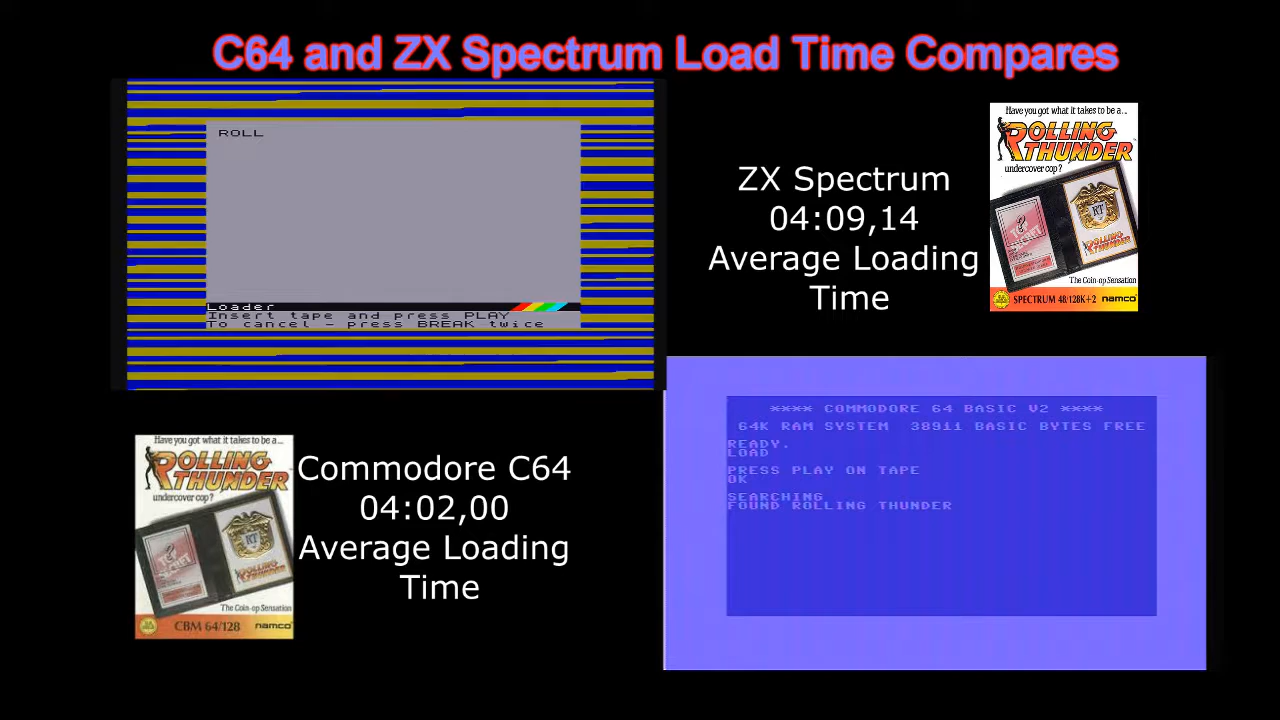 C64 and ZX Spectrum Load Time Compares
ROLL
Loader
Insert tape and press PLAY
To cancel - press BREAK twice
ZX Spectrum
04:09,14
Average Loading
Time
Have you got what it takes to be a...
ROLLING
THUNDER
undercover cop?
RT
The Coin-op Sensation
SPECTRUM 48/128K+2 namco
Have you got what it takes to be a...
ROLLING
THUNDER
undercover cop?
RT
The Coin-op Sensation
CBM 64/128 namco
Commodore C64
04:02,00
Average Loading
Time
**** COMMODORE 64 BASIC V2 ****
64K RAM SYSTEM 38911 BASIC BYTES FREE
READY.
LOAD
PRESS PLAY ON TAPE
OK
SEARCHING
FOUND ROLLING THUNDER